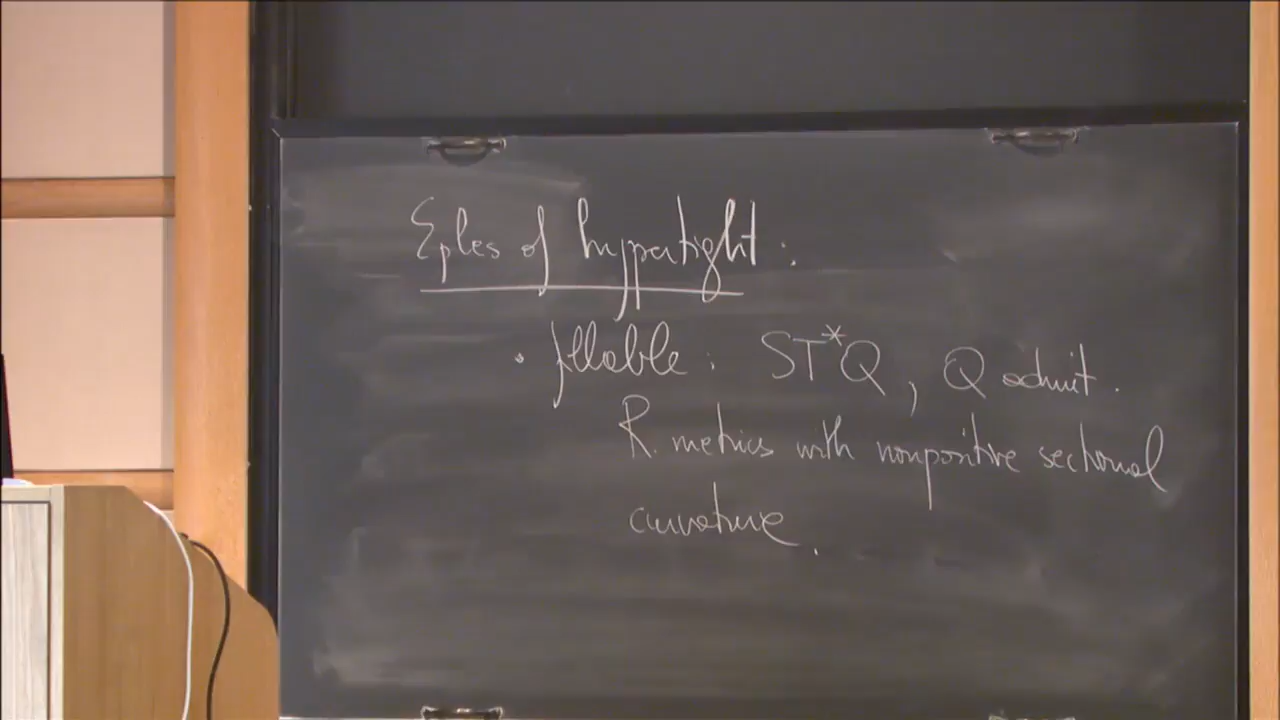 Eples of hypertight :
• fillable : ST*Q , Q admit.
R. metrics with nonpositive sectional
curvature.